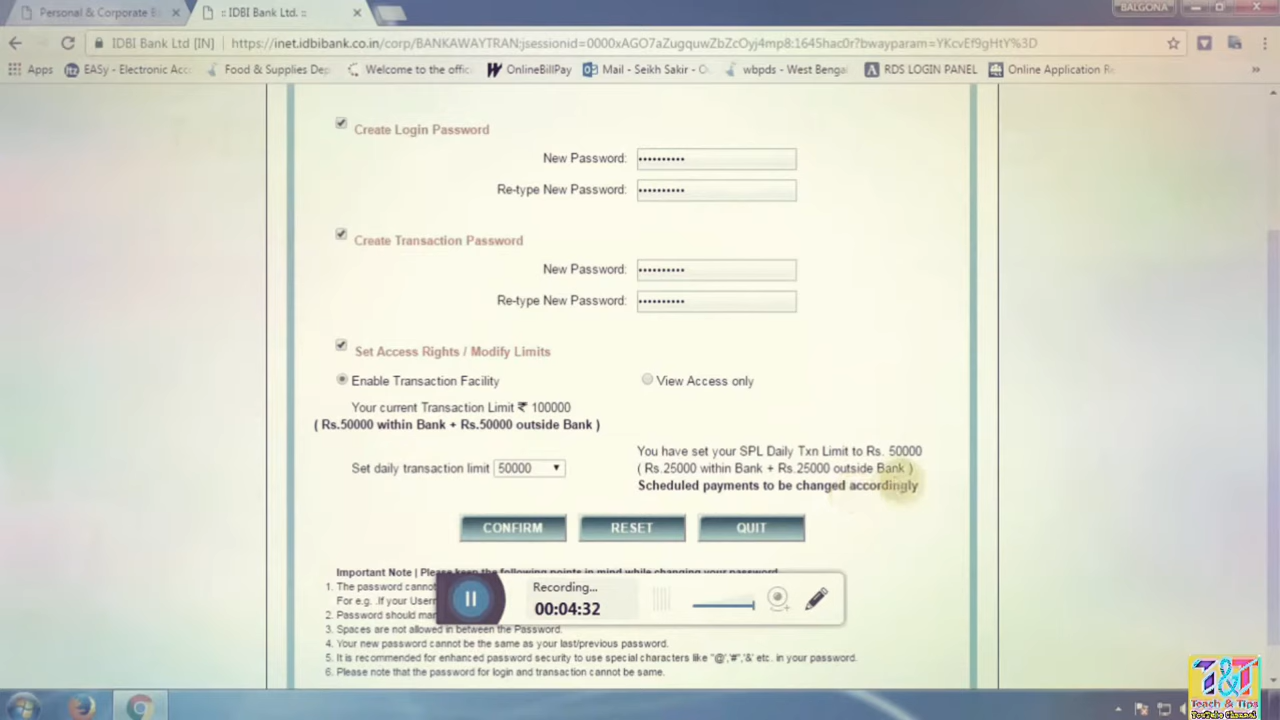 Personal & Corporate B
:: IDBI Bank Ltd. ::
BALGONA
IDBI Bank Ltd [IN]
https://inet.idbibank.co.in/corp/BANKAWAYTRAN;jsessionid=0000xAGO7aZugquwZbZcOyj4mp8:1645hac0r?bwayparam=YKcvEf9gHtY%3D
Apps
EASy - Electronic Acc
Food & Supplies Dep
Welcome to the offic
OnlineBillPay
Mail - Seikh Sakir - O
wbpds - West Bengal
RDS LOGIN PANEL
Online Application Re
Create Login Password
New Password: ••••••••••
Re-type New Password: ••••••••••
Create Transaction Password
New Password: ••••••••••
Re-type New Password: ••••••••••
Set Access Rights / Modify Limits
Enable Transaction Facility
View Access only
Your current Transaction Limit ₹ 100000
( Rs.50000 within Bank + Rs.50000 outside Bank )
You have set your SPL Daily Txn Limit to Rs. 50000
Set daily transaction limit 50000
( Rs.25000 within Bank + Rs.25000 outside Bank )
Scheduled payments to be changed accordingly
CONFIRM
RESET
QUIT
Important Note | Please keep the following points in mind while changing your password.
1. The password cannot
For e.g. .If your Usern
2. Password should
3. Spaces are not allowed in between the Password.
4. Your new password cannot be the same as your last/previous password.
5. It is recommended for enhanced password security to use special characters like "@','#",'&' etc. in your password.
6. Please note that the password for login and transaction cannot be same.
Recording...
00:04:32
T&T
Teach & Tips
YouTube Channel